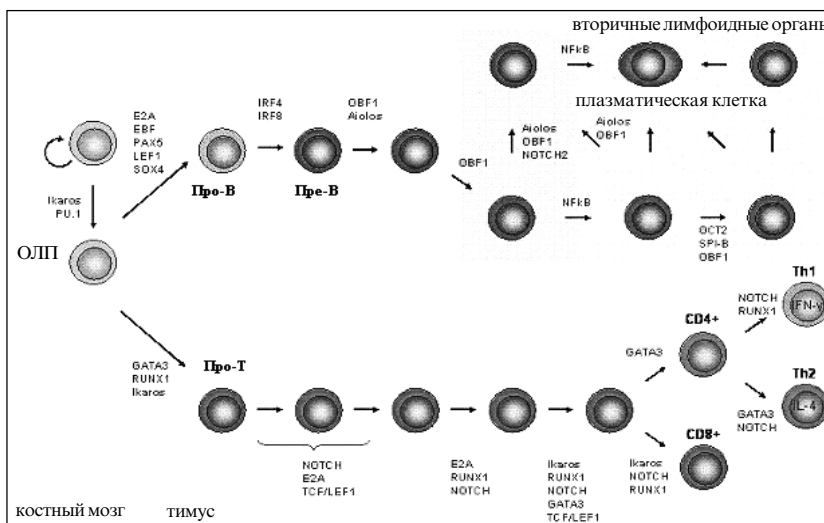 вторичные лимфоидные органы
NFkB
плазматическая клетка
E2A
EBF
PAX5
LEF1
SOX4
IRF4
IRF8
OBF1
Aiolos
OBF1
Aiolos
OBF1
NOTCH2
Aiolos
OBF1
Ikaros
PU.1
Про-В
Пре-В
NFkB
OCT2
SPI-B
OBF1
ОЛП
GATA3
RUNX1
Ikaros
Про-Т
NOTCH
E2A
TCF/LEF1
E2A
RUNX1
NOTCH
Ikaros
RUNX1
NOTCH
GATA3
TCF/LEF1
GATA3
CD4+
NOTCH
RUNX1
Th1
IFN-γ
Th2
IL-4
GATA3
NOTCH
Ikaros
NOTCH
RUNX1
CD8+
костный мозг
тимус